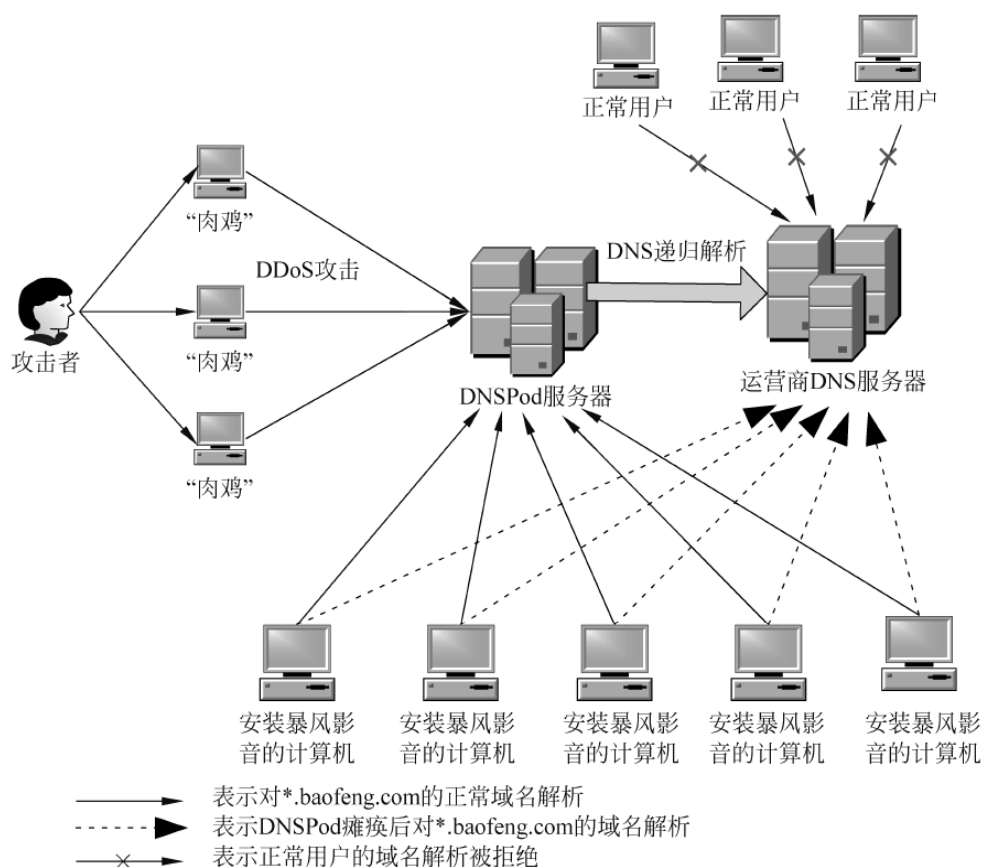 正常用户
正常用户
正常用户
“肉鸡”
DDoS攻击
DNS递归解析
攻击者
“肉鸡”
DNSPod服务器
运营商DNS服务器
“肉鸡”
安装暴风影
音的计算机
安装暴风影
音的计算机
安装暴风影
音的计算机
安装暴风影
音的计算机
安装暴风影
音的计算机
表示对*.baofeng.com的正常域名解析
表示DNSPod瘫痪后对*.baofeng.com的域名解析
表示正常用户的域名解析被拒绝